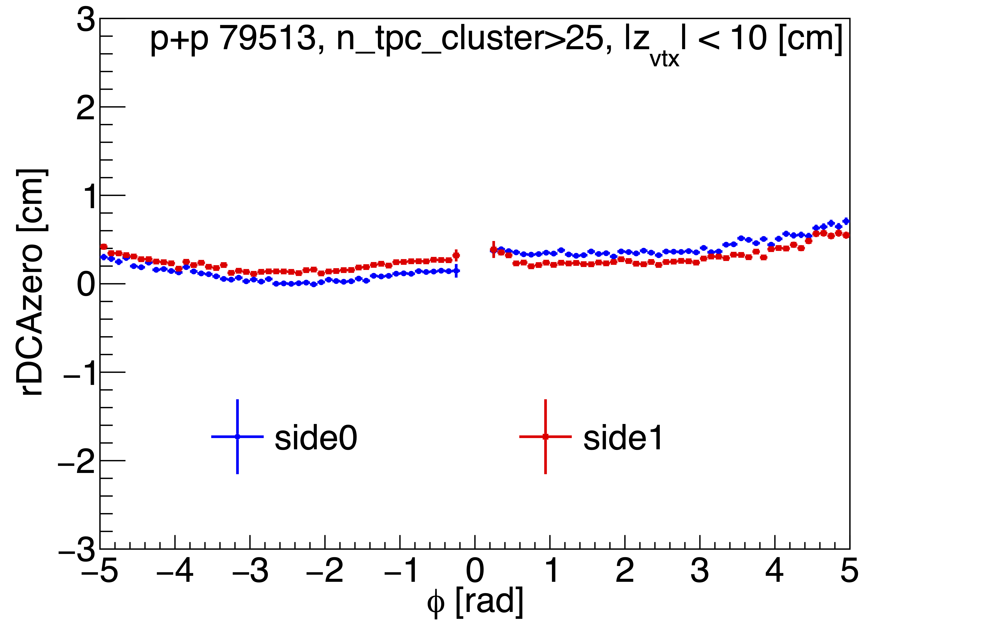 p+p 79513, n_tpc_cluster>25, |z_vtx| < 10 [cm]
rDCAzero [cm]
3
2
1
0
−1
−2
−3
side0
side1
−5 −4 −3 −2 −1 0 1 2 3 4 5
ϕ [rad]